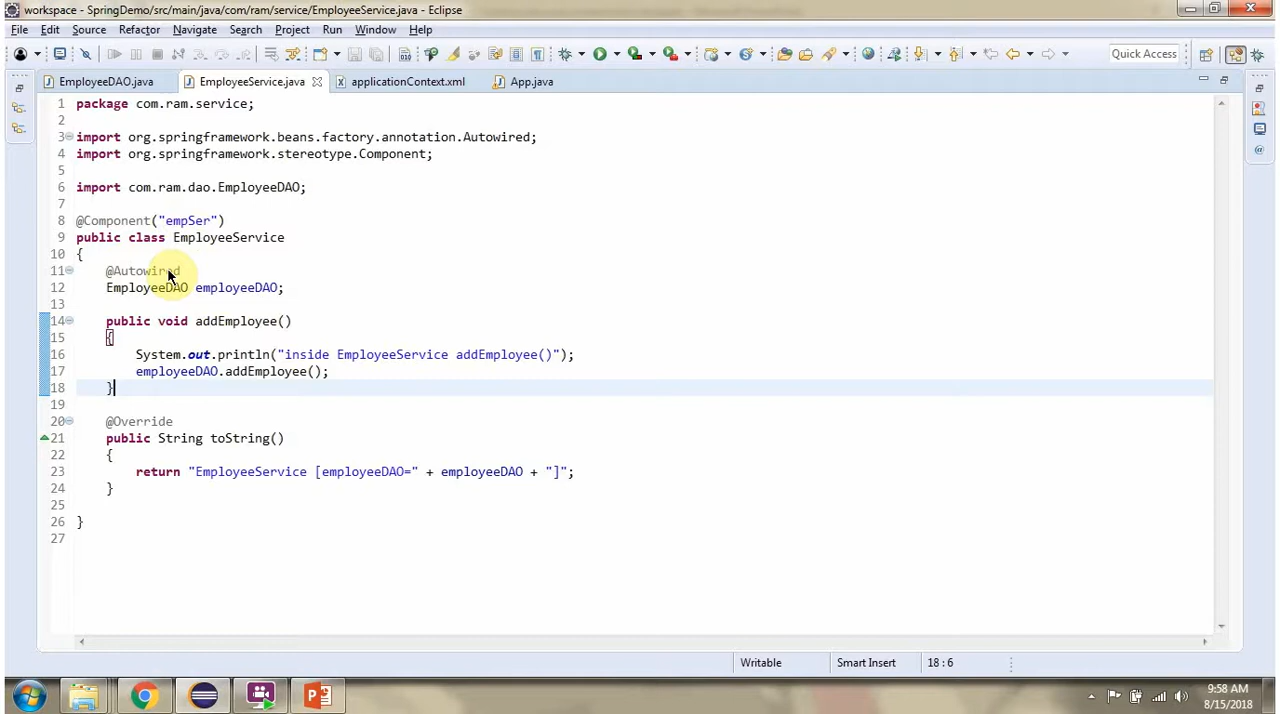 workspace - SpringDemo/src/main/java/com/ram/service/EmployeeService.java - Eclipse
File Edit Source Refactor Navigate Search Project Run Window Help
Quick Access
EmployeeDAO.java EmployeeService.java applicationContext.xml App.java
1 package com.ram.service;
2
3 import org.springframework.beans.factory.annotation.Autowired;
4 import org.springframework.stereotype.Component;
5
6 import com.ram.dao.EmployeeDAO;
7
8 @Component("empSer")
9 public class EmployeeService
10 {
11 @Autowired
12 EmployeeDAO employeeDAO;
13
14 public void addEmployee()
15 {
16 System.out.println("inside EmployeeService addEmployee()");
17 employeeDAO.addEmployee();
18 }
19
20 @Override
21 public String toString()
22 {
23 return "EmployeeService [employeeDAO=" + employeeDAO + "]";
24 }
25
26 }
27
Writable Smart Insert 18 : 6
9:58 AM
8/15/2018